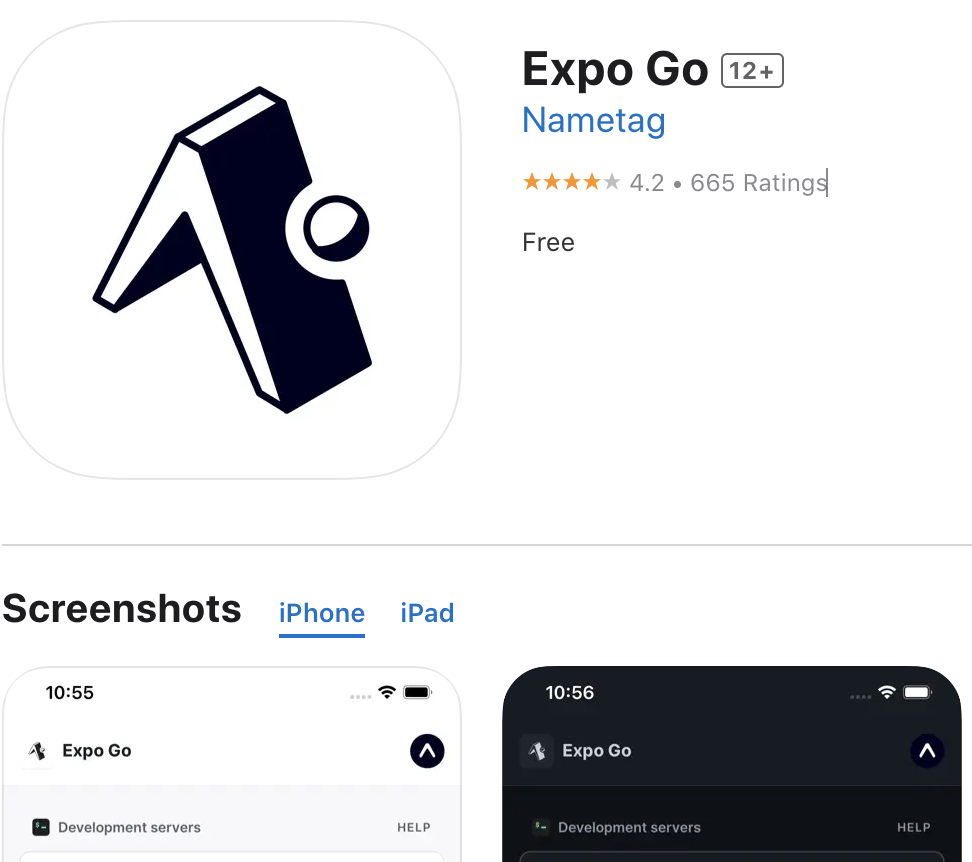 Expo Go 12+
Nametag
★★★★★ 4.2 • 665 Ratings
Free
Screenshots iPhone iPad
10:55
Expo Go
Development servers HELP
10:56
Expo Go
Development servers HELP